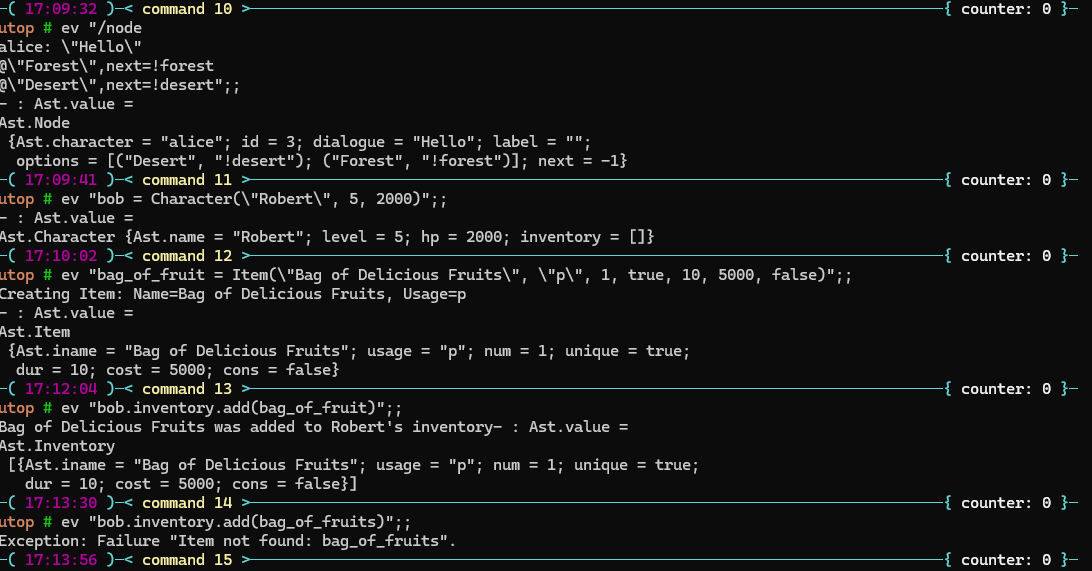 -( 17:09:32 )-< command 10 >-{ counter: 0 }-
utop # ev "/node
alice: \"Hello\"
@\"Forest\",next=!forest
@\"Desert\",next=!desert";;
- : Ast.value =
Ast.Node
{Ast.character = "alice"; id = 3; dialogue = "Hello"; label = "";
options = [("Desert", "!desert"); ("Forest", "!forest")]; next = -1}
-( 17:09:41 )-< command 11 >-{ counter: 0 }-
utop # ev "bob = Character(\"Robert\", 5, 2000)";;
- : Ast.value =
Ast.Character {Ast.name = "Robert"; level = 5; hp = 2000; inventory = []}
-( 17:10:02 )-< command 12 >-{ counter: 0 }-
utop # ev "bag_of_fruit = Item(\"Bag of Delicious Fruits\", \"p\", 1, true, 10, 5000, false)";;
Creating Item: Name=Bag of Delicious Fruits, Usage=p
- : Ast.value =
Ast.Item
{Ast.iname = "Bag of Delicious Fruits"; usage = "p"; num = 1; unique = true;
dur = 10; cost = 5000; cons = false}
-( 17:12:04 )-< command 13 >-{ counter: 0 }-
utop # ev "bob.inventory.add(bag_of_fruit)";;
Bag of Delicious Fruits was added to Robert's inventory- : Ast.value =
Ast.Inventory
[{Ast.iname = "Bag of Delicious Fruits"; usage = "p"; num = 1; unique = true;
dur = 10; cost = 5000; cons = false}]
-( 17:13:30 )-< command 14 >-{ counter: 0 }-
utop # ev "bob.inventory.add(bag_of_fruits)";;
Exception: Failure "Item not found: bag_of_fruits".
-( 17:13:56 )-< command 15 >-{ counter: 0 }-